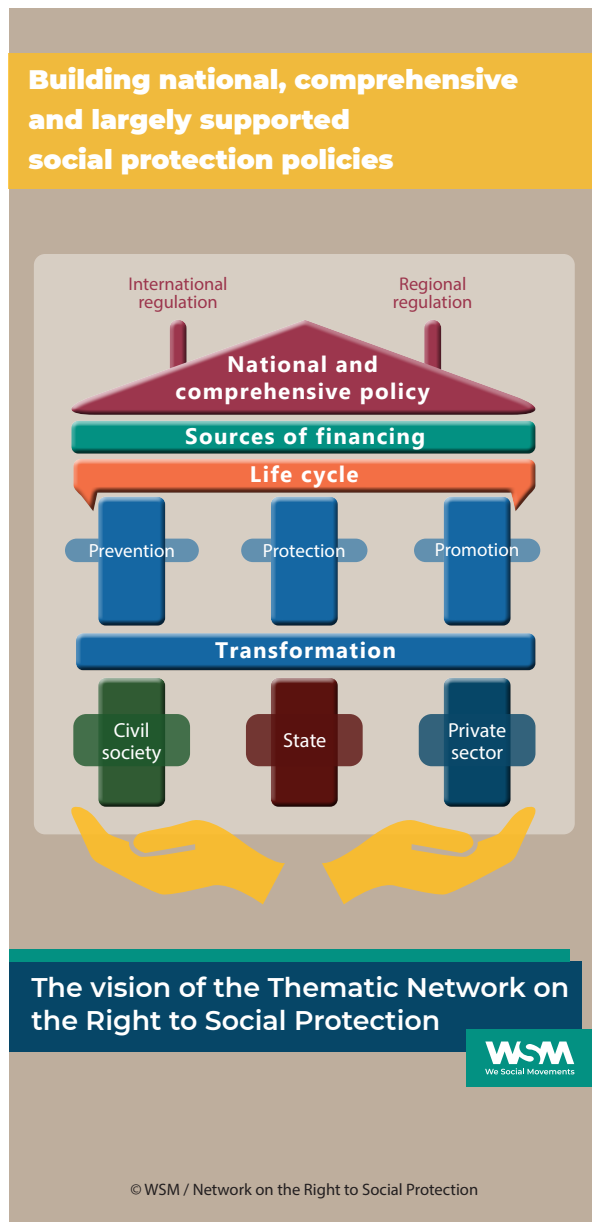 Building national, comprehensive
and largely supported
social protection policies
International
regulation
Regional
regulation
National and
comprehensive policy
Sources of financing
Life cycle
Prevention
Protection
Promotion
Transformation
Civil
society
State
Private
sector
The vision of the Thematic Network on
the Right to Social Protection
WSM
We Social Movements
© WSM / Network on the Right to Social Protection